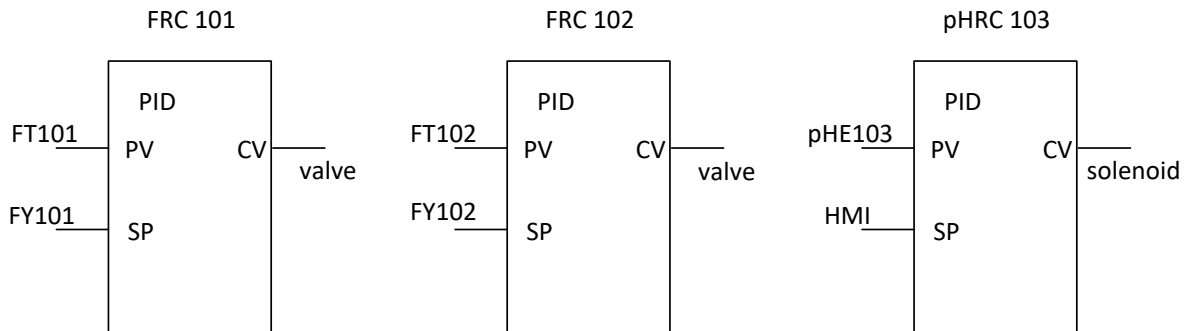 FRC 101
PID
FT101
PV
CV
valve
FY101
SP
FRC 102
PID
FT102
PV
CV
valve
FY102
SP
pHRC 103
PID
pHE103
PV
CV
solenoid
HMI
SP